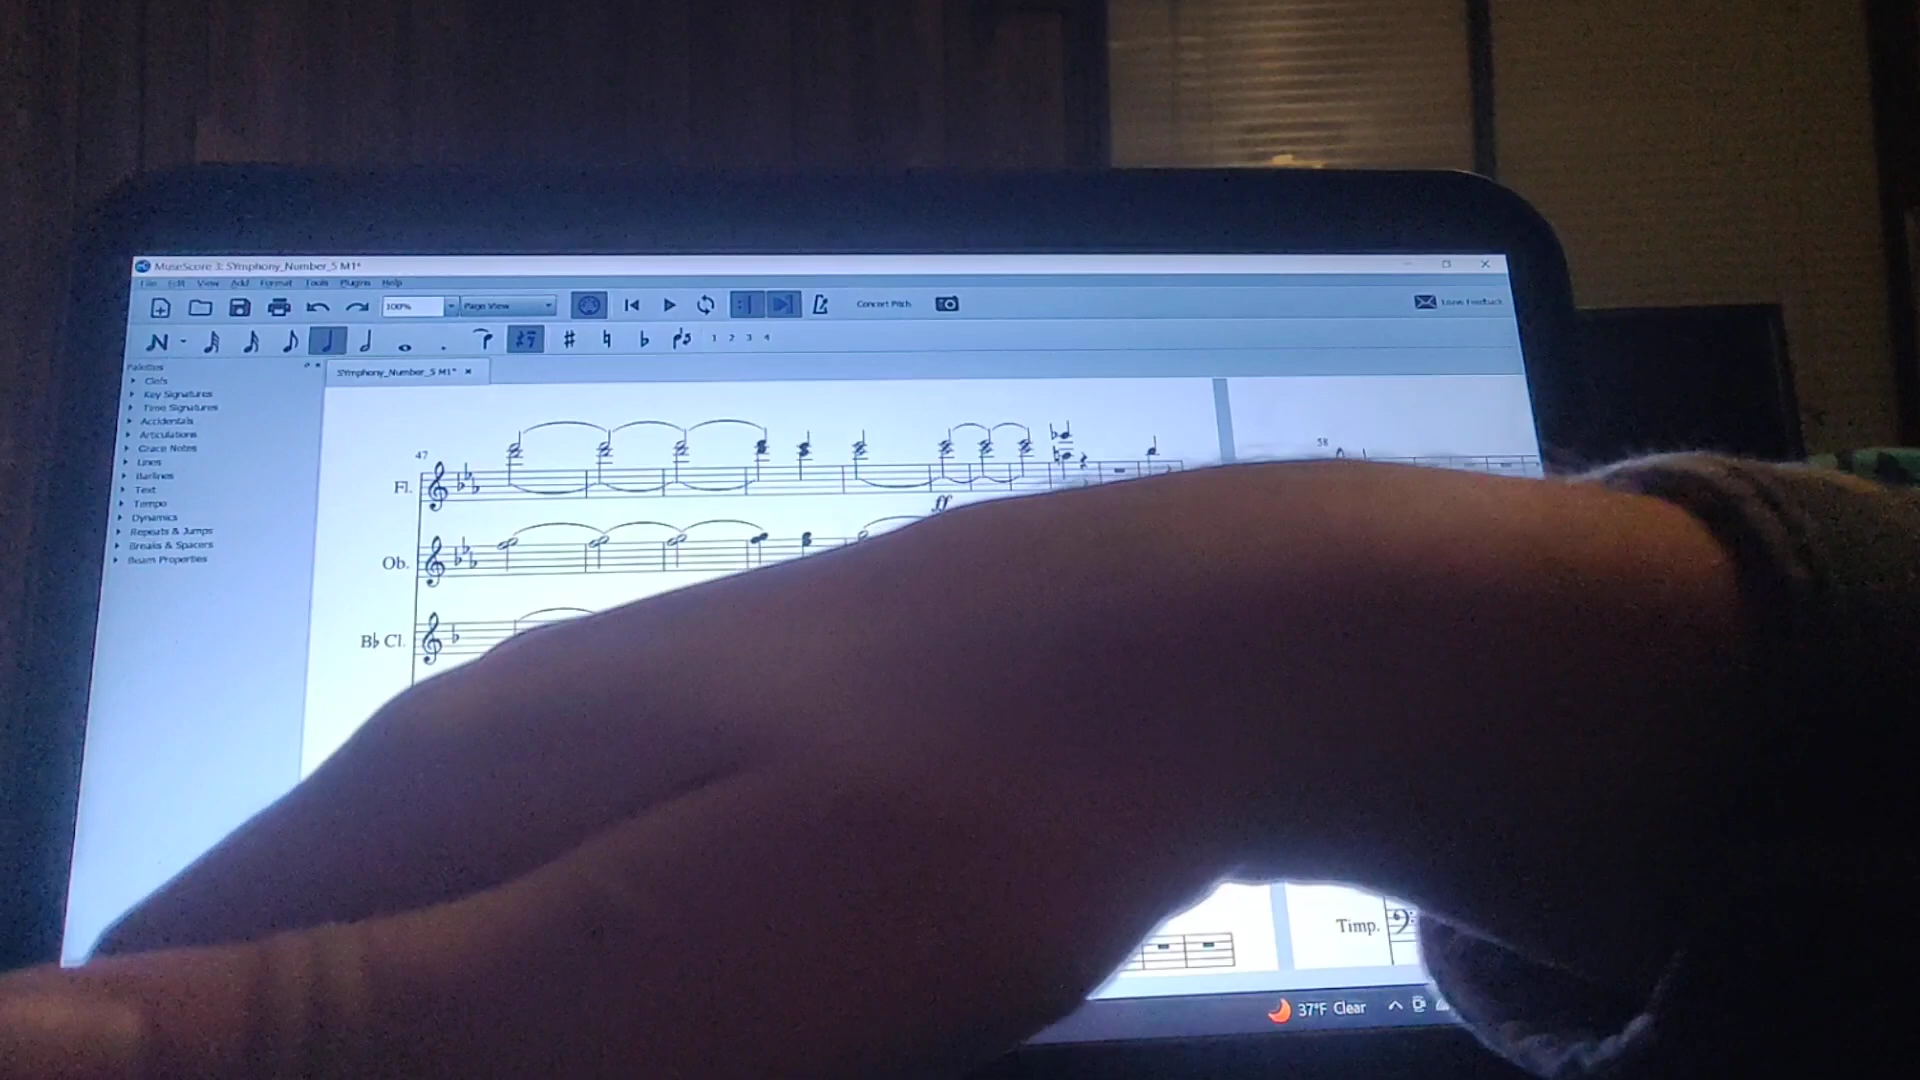 MuseScore 3: SYmphony_Number_5 M1*
File Edit View Add Format Tools Plugins Help
100% Page View Concert Pitch
1 2 3 4
Palettes
SYmphony_Number_5 M1*
Clefs
Key Signatures
Time Signatures
Accidentals
Articulations
Grace Notes
Lines
Barlines
Text
Tempo
Dynamics
Repeats & Jumps
Breaks & Spacers
Beam Properties
47
58
Fl.
ff
Ob.
B♭ Cl.
Timp.
37°F Clear